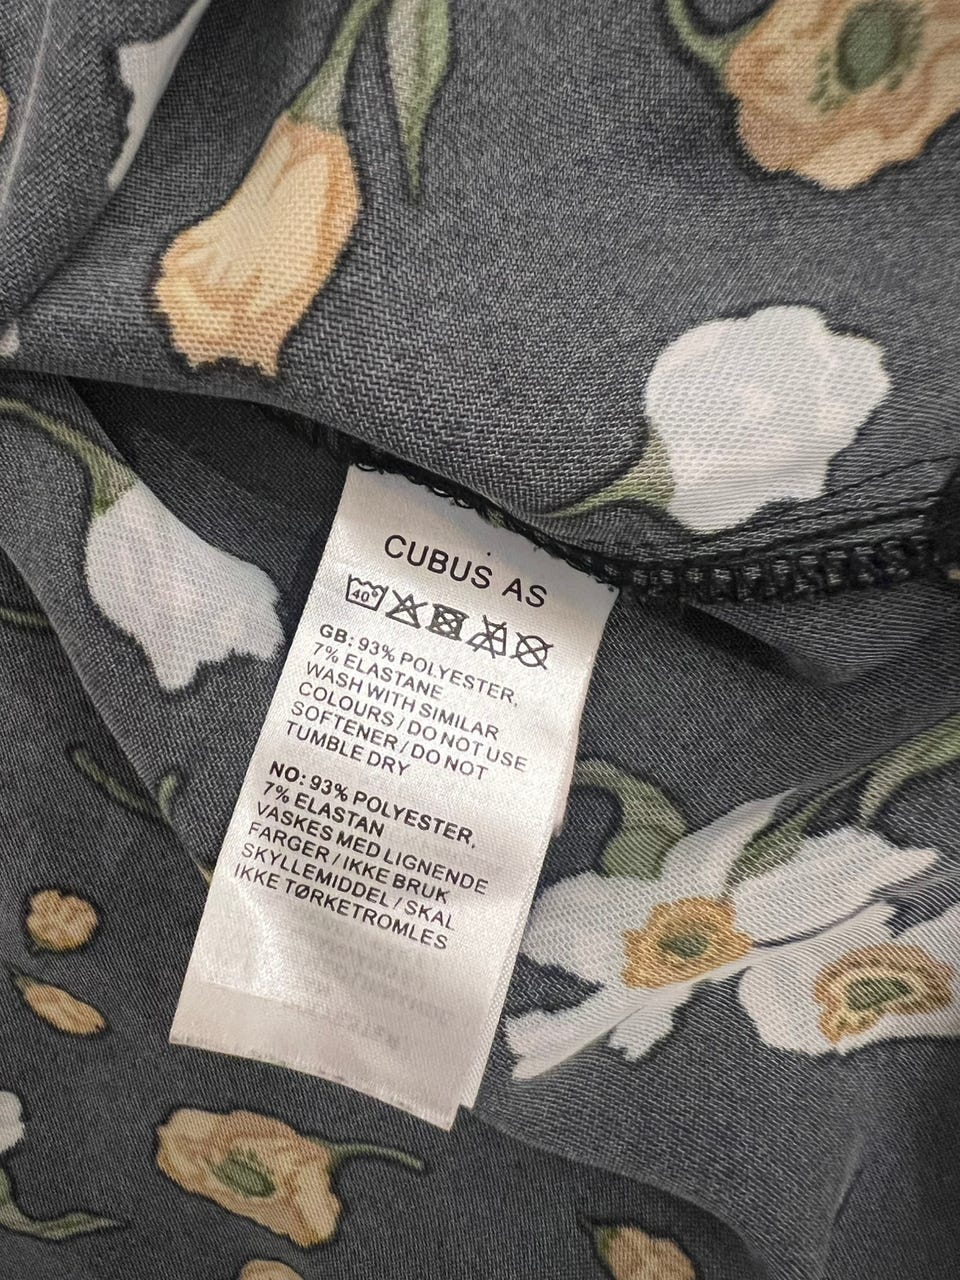 CUBUS AS
40°
GB: 93% POLYESTER,
7% ELASTANE
WASH WITH SIMILAR
COLOURS / DO NOT USE
SOFTENER / DO NOT
TUMBLE DRY
NO: 93% POLYESTER,
7% ELASTAN
VASKES MED LIGNENDE
FARGER / IKKE BRUK
SKYLLEMIDDEL / SKAL
IKKE TØRKETROMLES